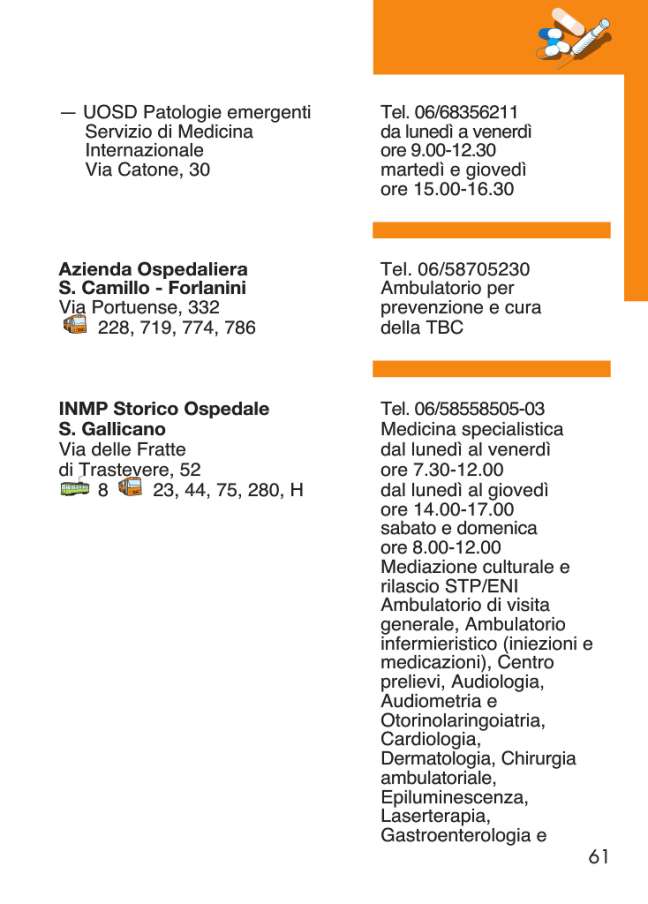 — UOSD Patologie emergenti
Servizio di Medicina
Internazionale
Via Catone, 30
Tel. 06/68356211
da lunedì a venerdì
ore 9.00-12.30
martedì e giovedì
ore 15.00-16.30
Azienda Ospedaliera
S. Camillo - Forlanini
Via Portuense, 332
228, 719, 774, 786
Tel. 06/58705230
Ambulatorio per
prevenzione e cura
della TBC
INMP Storico Ospedale
S. Gallicano
Via delle Fratte
di Trastevere, 52
8 23, 44, 75, 280, H
Tel. 06/58558505-03
Medicina specialistica
dal lunedì al venerdì
ore 7.30-12.00
dal lunedì al giovedì
ore 14.00-17.00
sabato e domenica
ore 8.00-12.00
Mediazione culturale e
rilascio STP/ENI
Ambulatorio di visita
generale, Ambulatorio
infermieristico (iniezioni e
medicazioni), Centro
prelievi, Audiologia,
Audiometria e
Otorinolaringoiatria,
Cardiologia,
Dermatologia, Chirurgia
ambulatoriale,
Epiluminescenza,
Laserterapia,
Gastroenterologia e
61